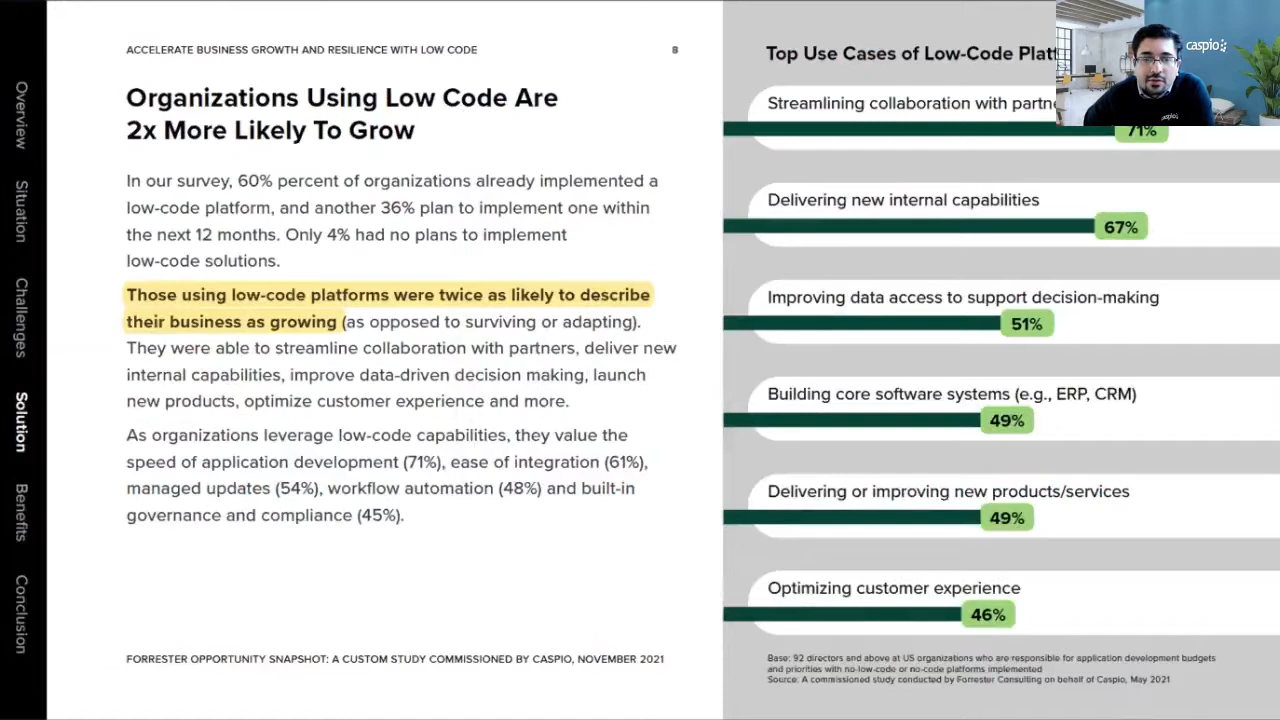 Overview
Situation
Challenges
Solution
Benefits
Conclusion
ACCELERATE BUSINESS GROWTH AND RESILIENCE WITH LOW CODE
8
Organizations Using Low Code Are
2x More Likely To Grow
In our survey, 60% percent of organizations already implemented a
low-code platform, and another 36% plan to implement one within
the next 12 months. Only 4% had no plans to implement
low-code solutions.
Those using low-code platforms were twice as likely to describe
their business as growing (as opposed to surviving or adapting).
They were able to streamline collaboration with partners, deliver new
internal capabilities, improve data-driven decision making, launch
new products, optimize customer experience and more.
As organizations leverage low-code capabilities, they value the
speed of application development (71%), ease of integration (61%),
managed updates (54%), workflow automation (48%) and built-in
governance and compliance (45%).
FORRESTER OPPORTUNITY SNAPSHOT: A CUSTOM STUDY COMMISSIONED BY CASPIO, NOVEMBER 2021
Top Use Cases of Low-Code
Streamlining collaboration with
71%
Delivering new internal capabilities
67%
Improving data access to support decision-making
51%
Building core software systems (e.g., ERP, CRM)
49%
Delivering or improving new products/services
49%
Optimizing customer experience
46%
Base: 92 directors and above at US organizations who are responsible for application development budgets
and priorities with no-low-code or no-code platforms implemented
Source: A commissioned study conducted by Forrester Consulting on behalf of Caspio, May 2021
caspio
caspio